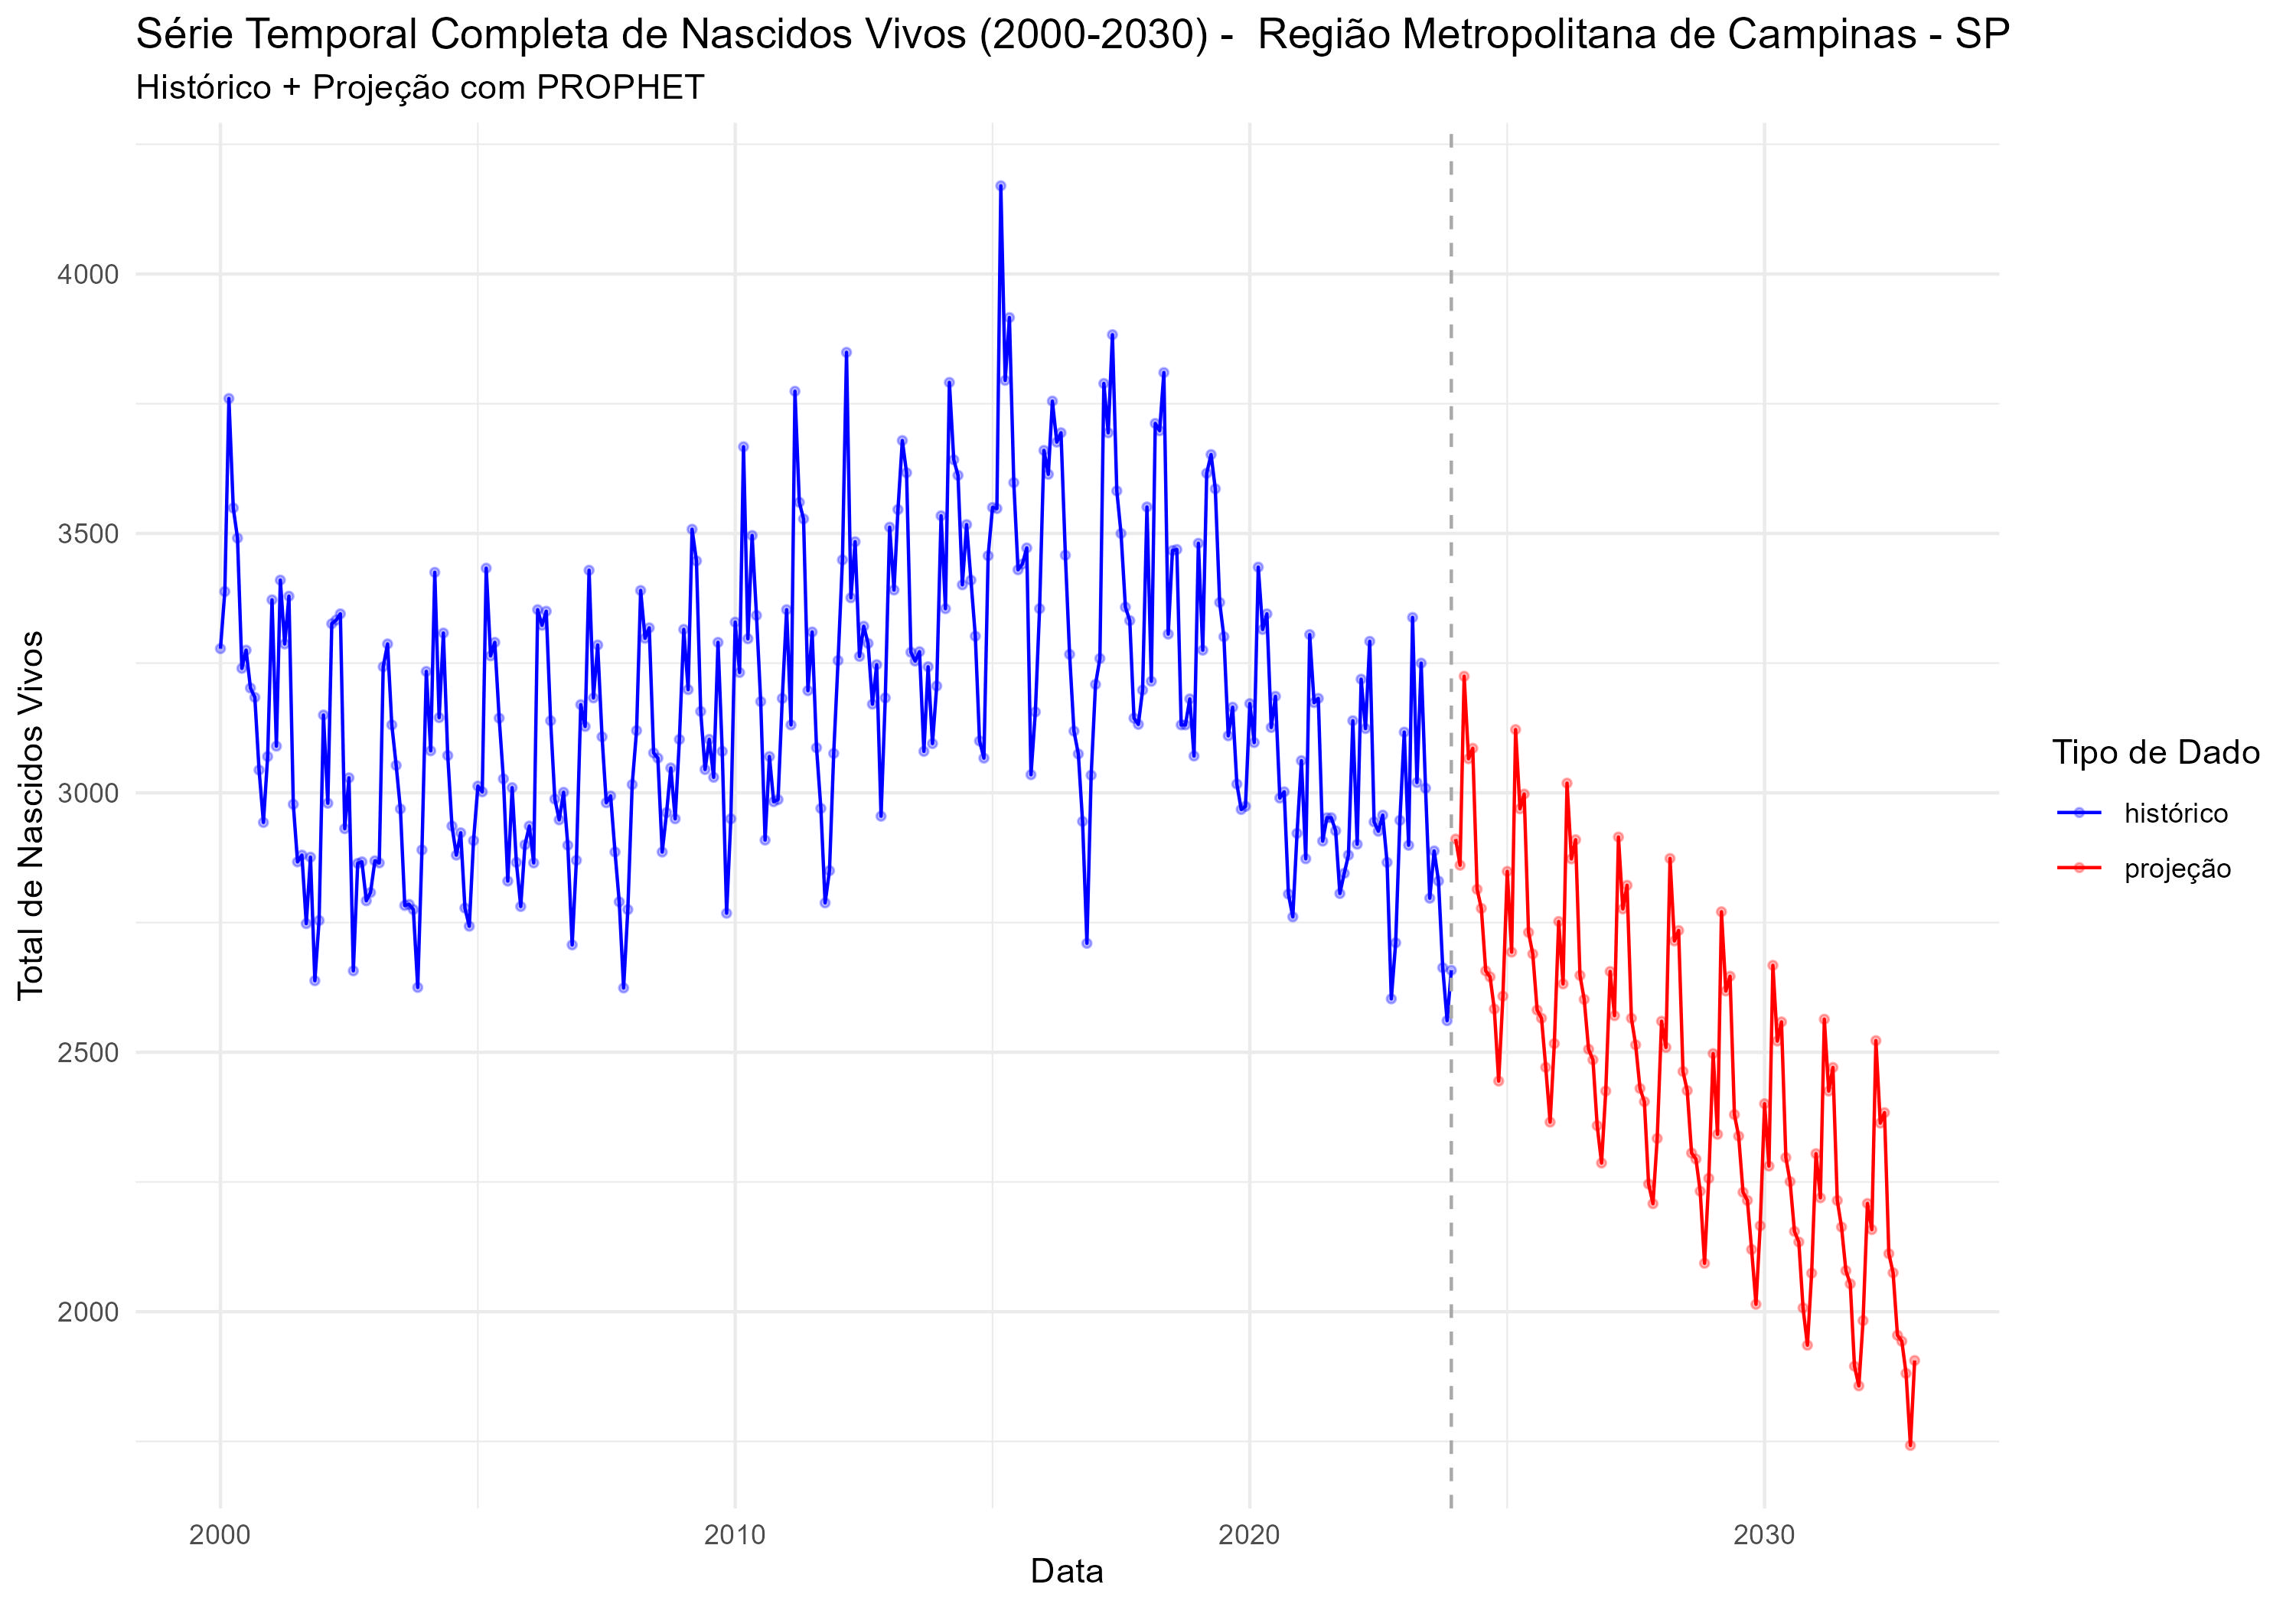 Série Temporal Completa de Nascidos Vivos (2000-2030) -  Região Metropolitana de Campinas - SP
Histórico + Projeção com PROPHET
Total de Nascidos Vivos
4000
3500
3000
2500
2000
2000
2010
2020
2030
Data
Tipo de Dado
histórico
projeção